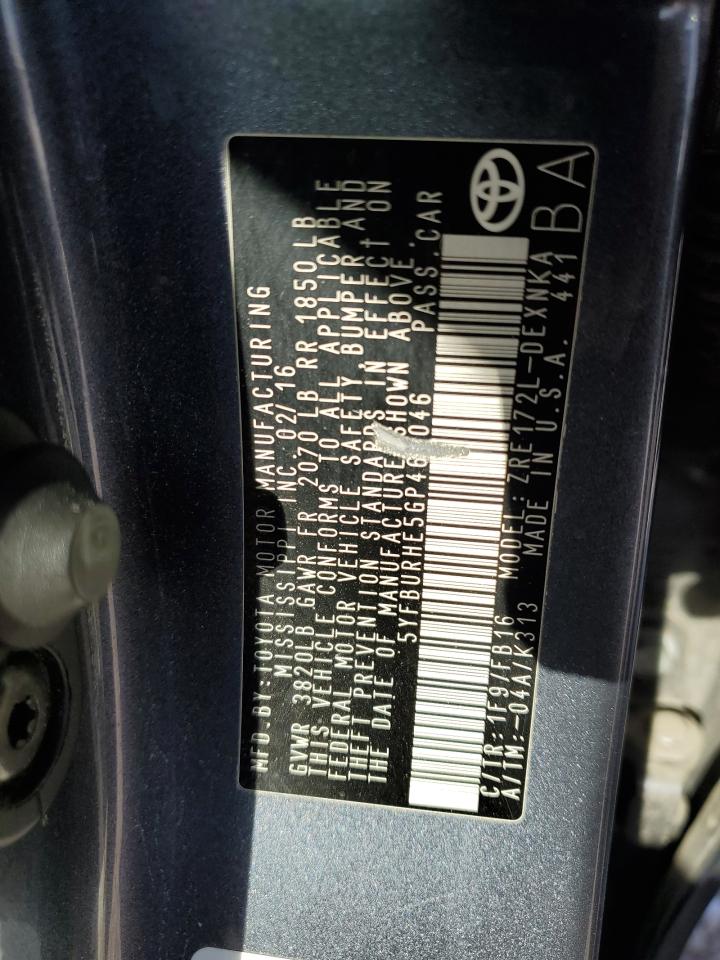 MFD. BY TOYOTA MOTOR MANUFACTURING
MISSISSIPPI INC. 02/16
GVWR 3820LB GAWR FR 2070 LB RR 1850 LB
THIS VEHICLE CONFORMS TO ALL APPLICABLE
FEDERAL MOTOR VEHICLE SAFETY, BUMPER AND
THEFT PREVENTION STANDARDS IN EFFECT ON
THE DATE OF MANUFACTURE SHOWN ABOVE.
PASS. CAR
C/TR: 1F9/FB16 MODEL: ZRE172L-DEXNKA
A/TM:-04A/K313 MADE IN U.S.A. 441
BA